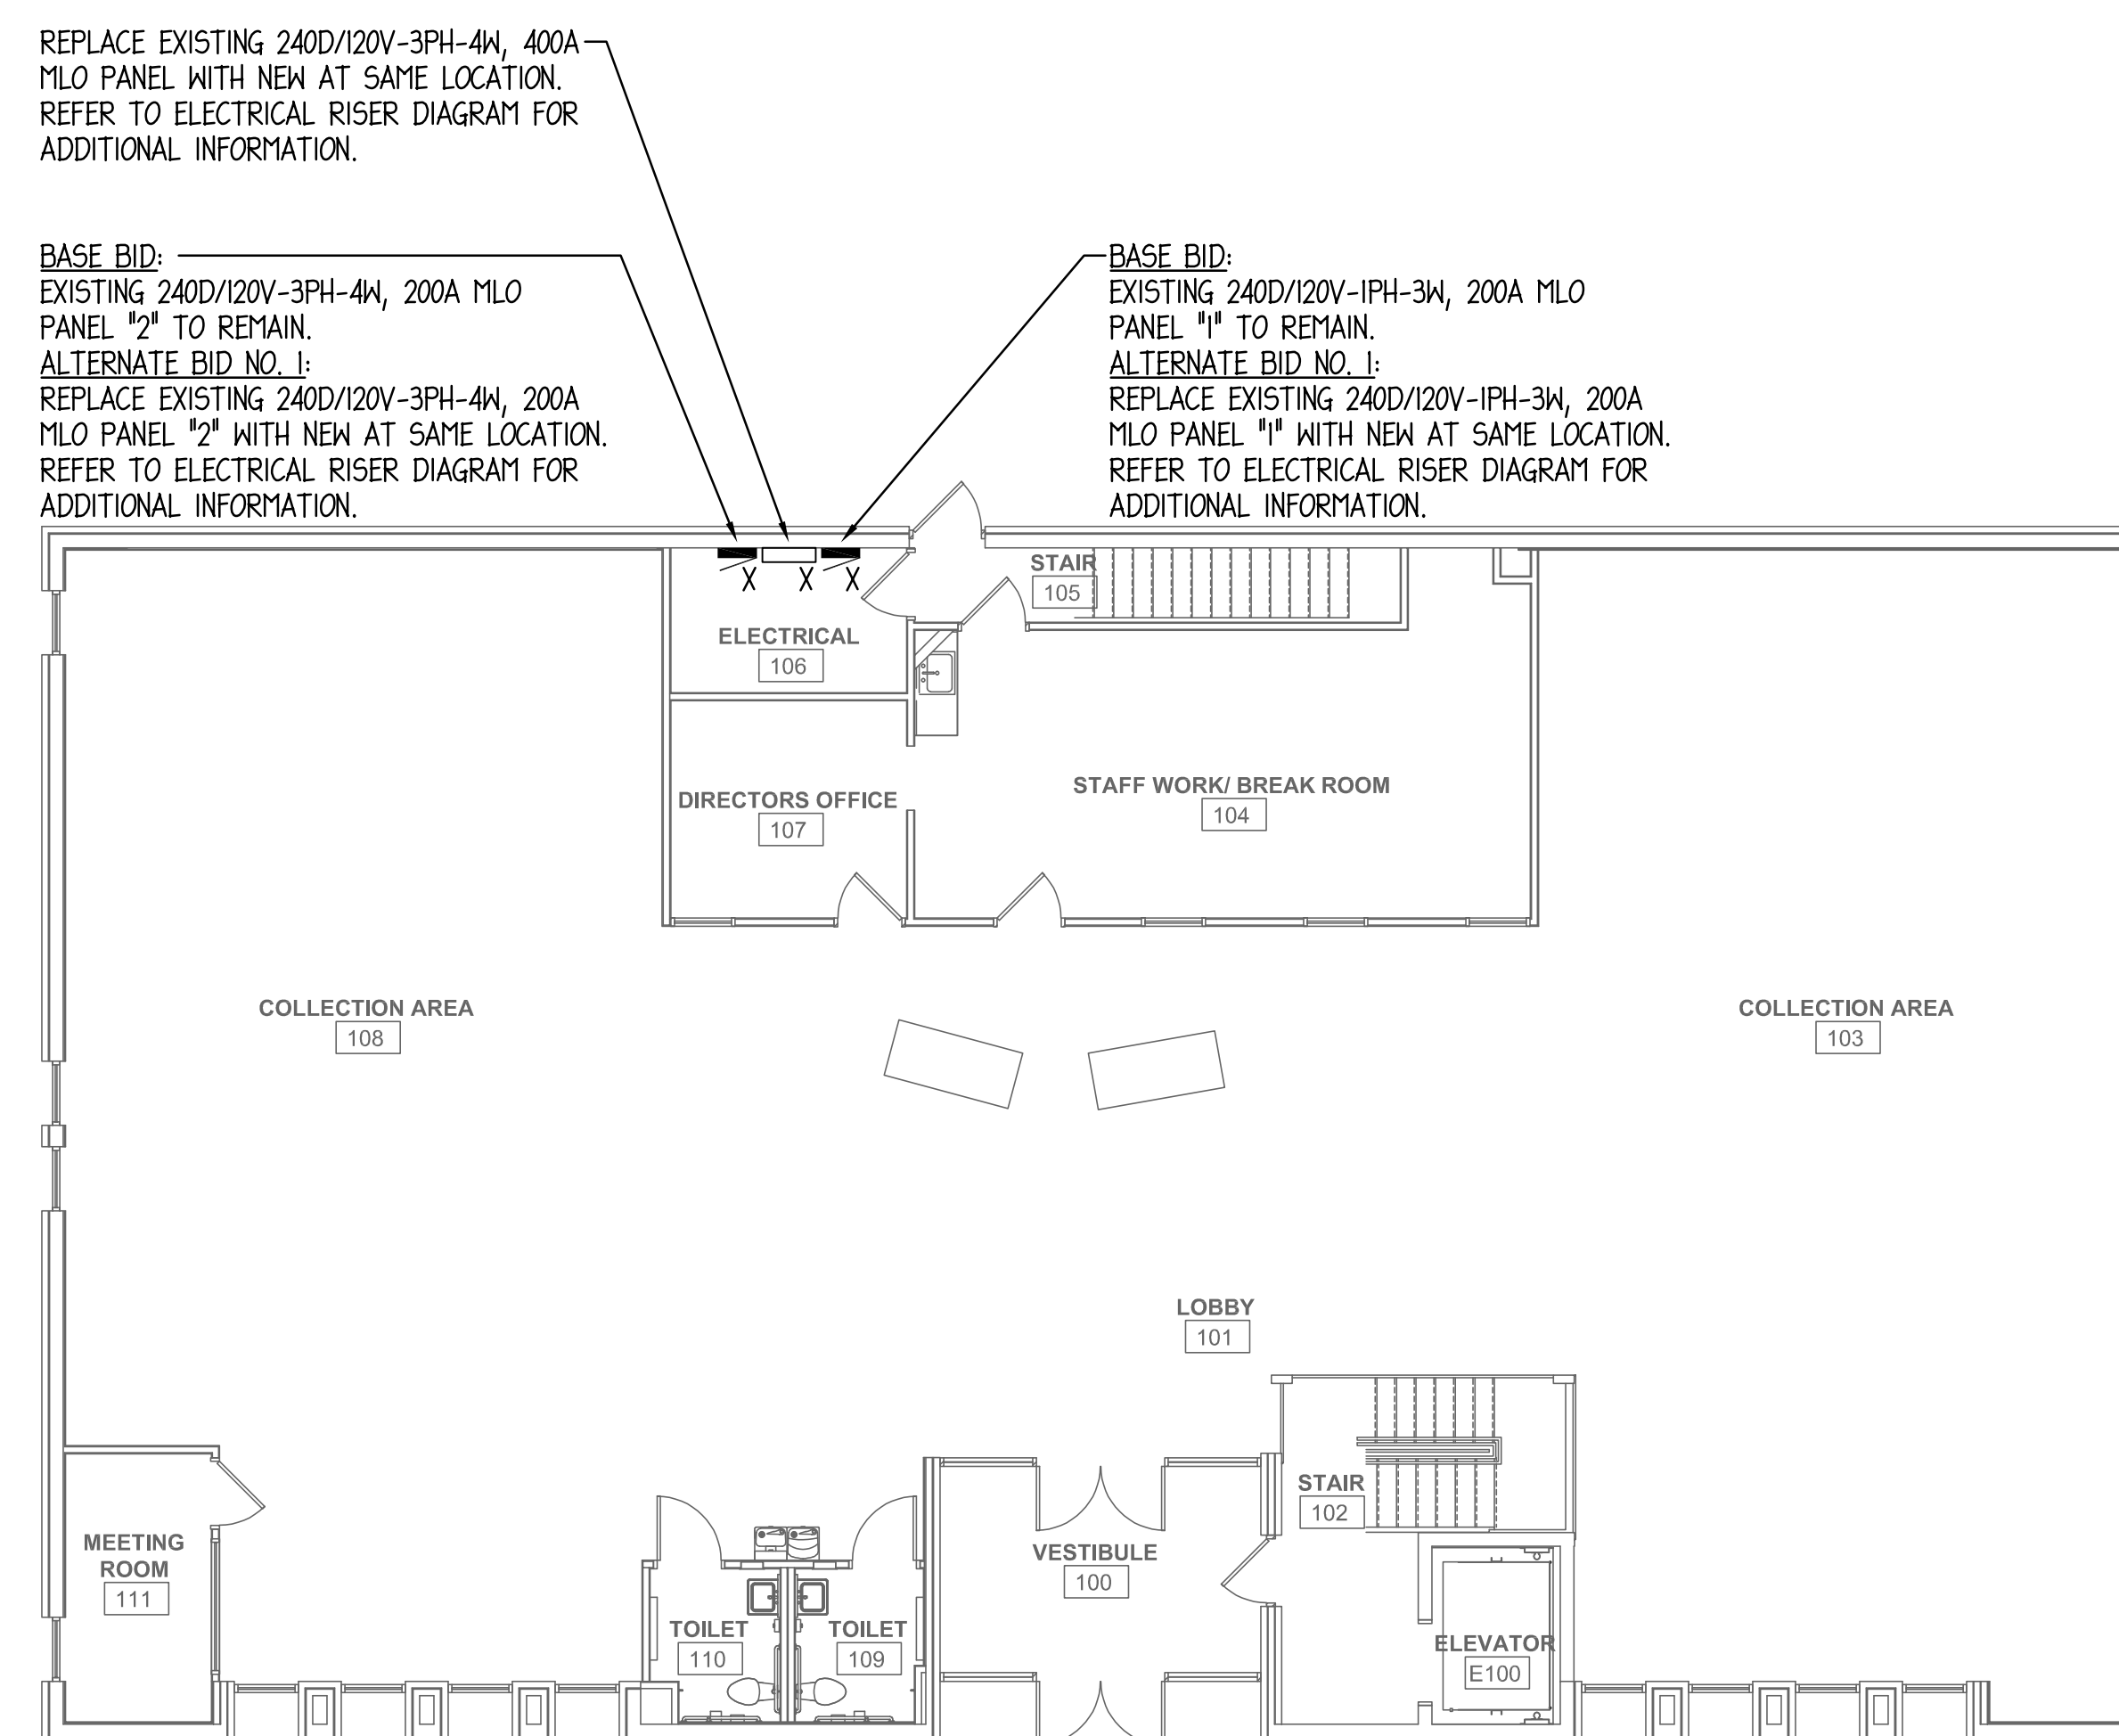 REPLACE EXISTING 240D/120V-3PH-4W, 400A
MLO PANEL WITH NEW AT SAME LOCATION.
REFER TO ELECTRICAL RISER DIAGRAM FOR
ADDITIONAL INFORMATION.
BASE BID:
EXISTING 240D/120V-3PH-4W, 200A MLO
PANEL "2" TO REMAIN.
ALTERNATE BID NO. 1:
REPLACE EXISTING 240D/120V-3PH-4W, 200A
MLO PANEL "2" WITH NEW AT SAME LOCATION.
REFER TO ELECTRICAL RISER DIAGRAM FOR
ADDITIONAL INFORMATION.
BASE BID:
EXISTING 240D/120V-1PH-3W, 200A MLO
PANEL "1" TO REMAIN.
ALTERNATE BID NO. 1:
REPLACE EXISTING 240D/120V-1PH-3W, 200A
MLO PANEL "1" WITH NEW AT SAME LOCATION.
REFER TO ELECTRICAL RISER DIAGRAM FOR
ADDITIONAL INFORMATION.
X X X
STAIR
105
ELECTRICAL
106
DIRECTORS OFFICE
107
STAFF WORK/ BREAK ROOM
104
COLLECTION AREA
108
COLLECTION AREA
103
LOBBY
101
STAIR
102
MEETING
ROOM
111
VESTIBULE
100
TOILET
110
TOILET
109
ELEVATOR
E100